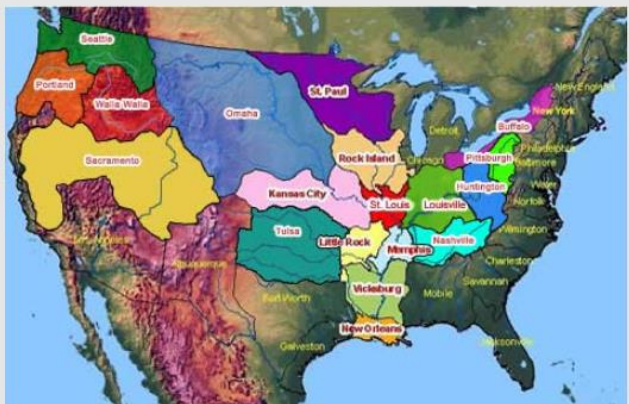 Seattle
Portland
Walla Walla
Sacramento
Omaha
St. Paul
Rock Island
Kansas City
St. Louis
Tulsa
Little Rock
Memphis
Vicksburg
New Orleans
Louisville
Nashville
Huntington
Pittsburgh
Buffalo
New York
New England
Detroit
Chicago
Philadelphia
Baltimore
Norfolk
Wilmington
Charleston
Savannah
Jacksonville
Mobile
Galveston
Fort Worth
Albuquerque
Los Angeles